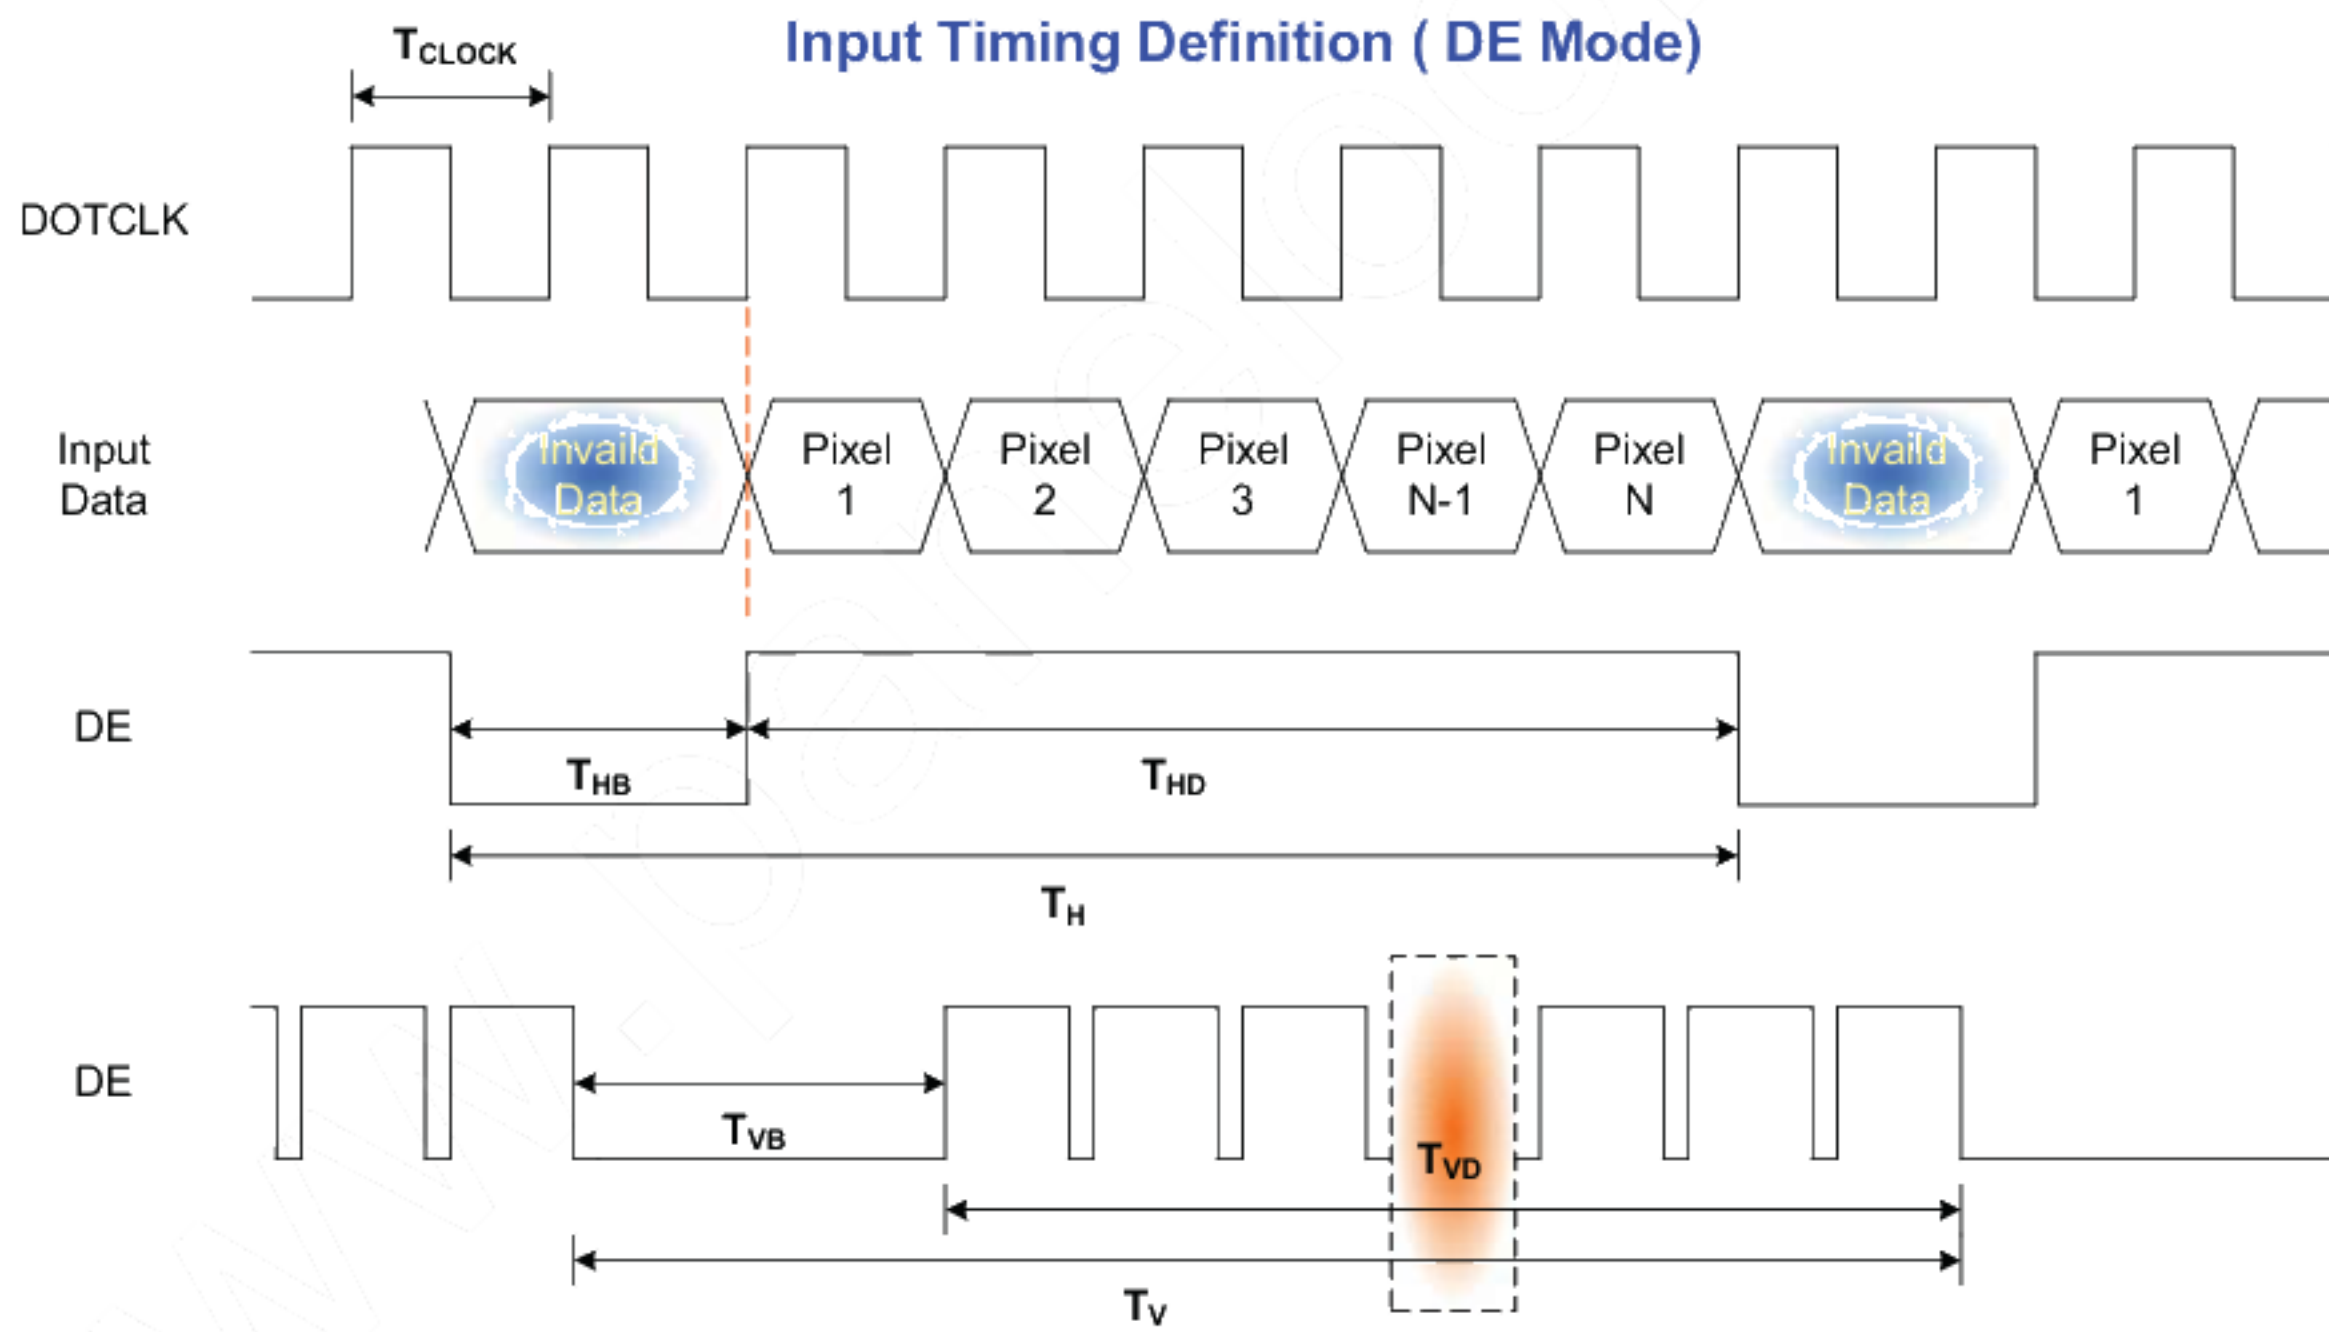 Input Timing Definition ( DE Mode)
TCLOCK
DOTCLK
Input
Data
Invaild
Data
Pixel
1
Pixel
2
Pixel
3
Pixel
N-1
Pixel
N
Invaild
Data
Pixel
1
DE
THB
THD
TH
DE
TVB
TVD
TV